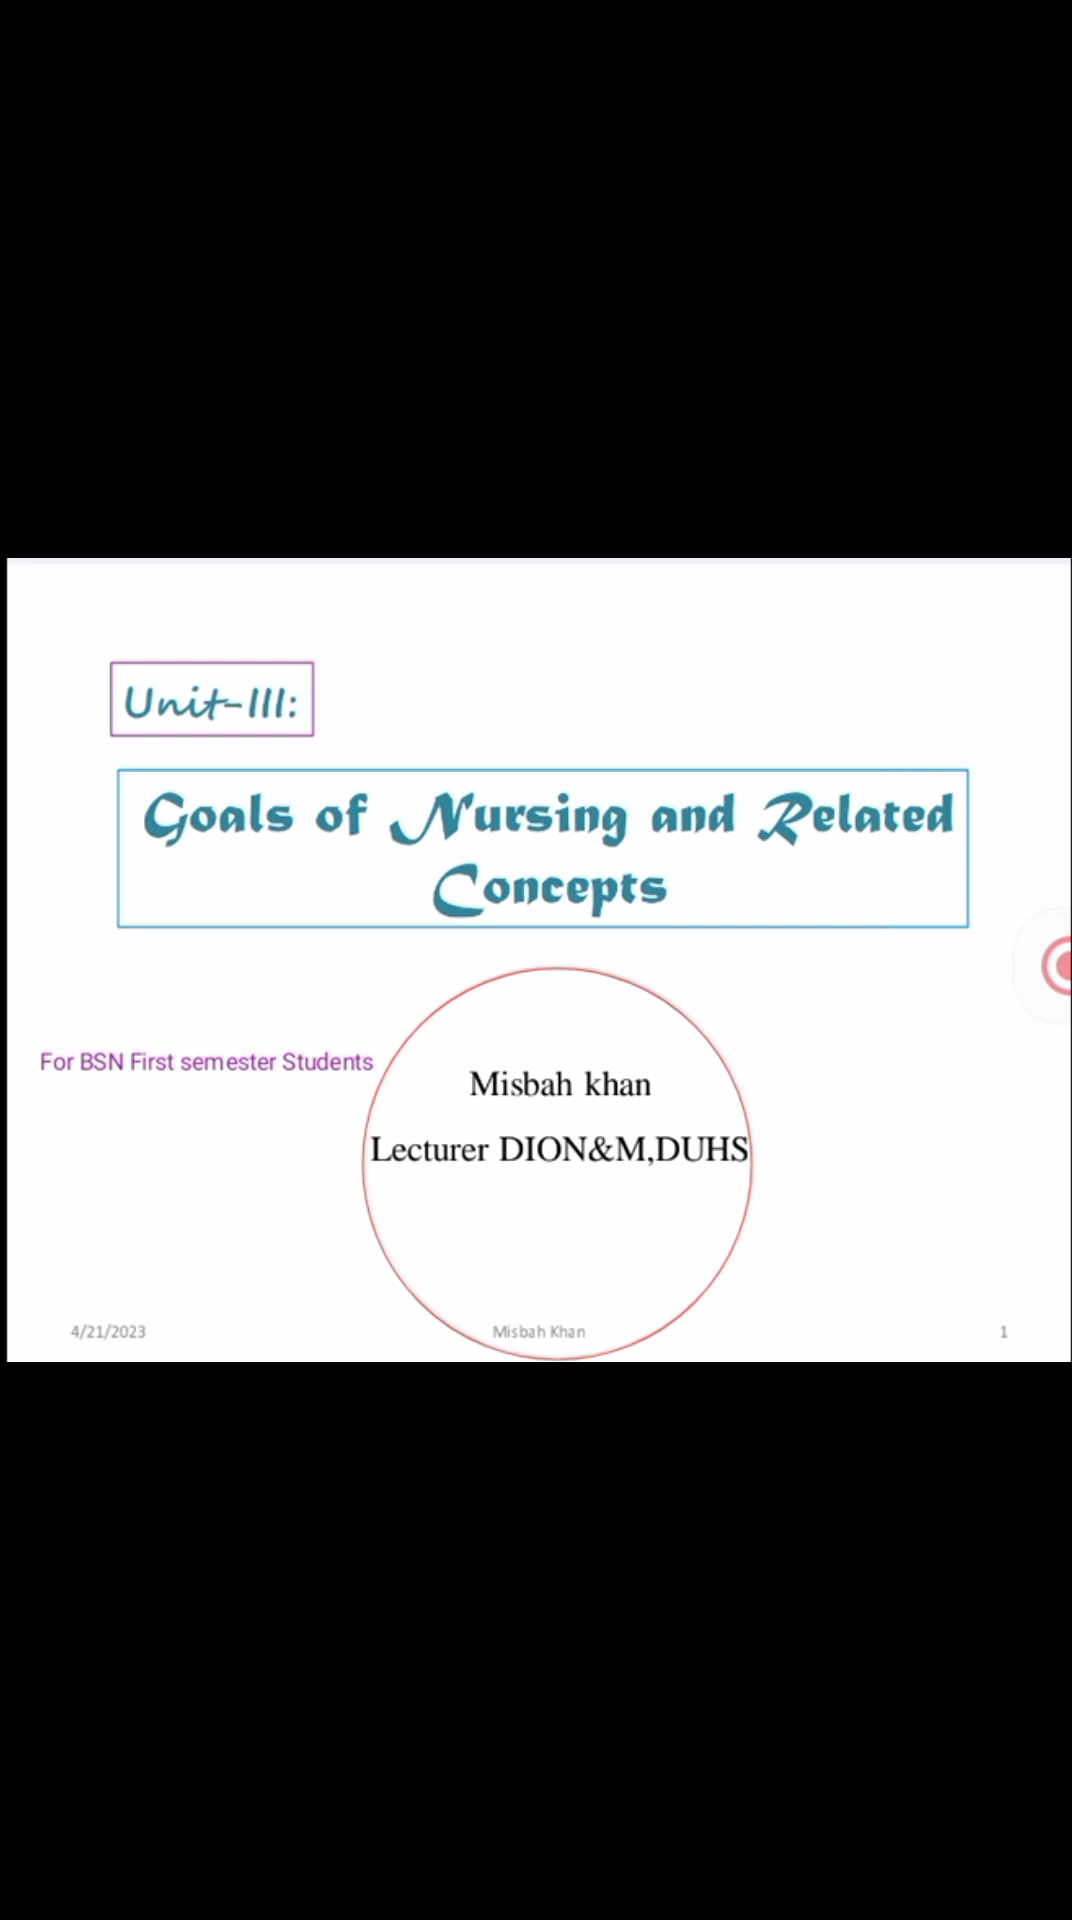 Unit-III:
Goals of Nursing and Related
Concepts
For BSN First semester Students
Misbah khan
Lecturer DION&M,DUHS
4/21/2023
Misbah Khan
1